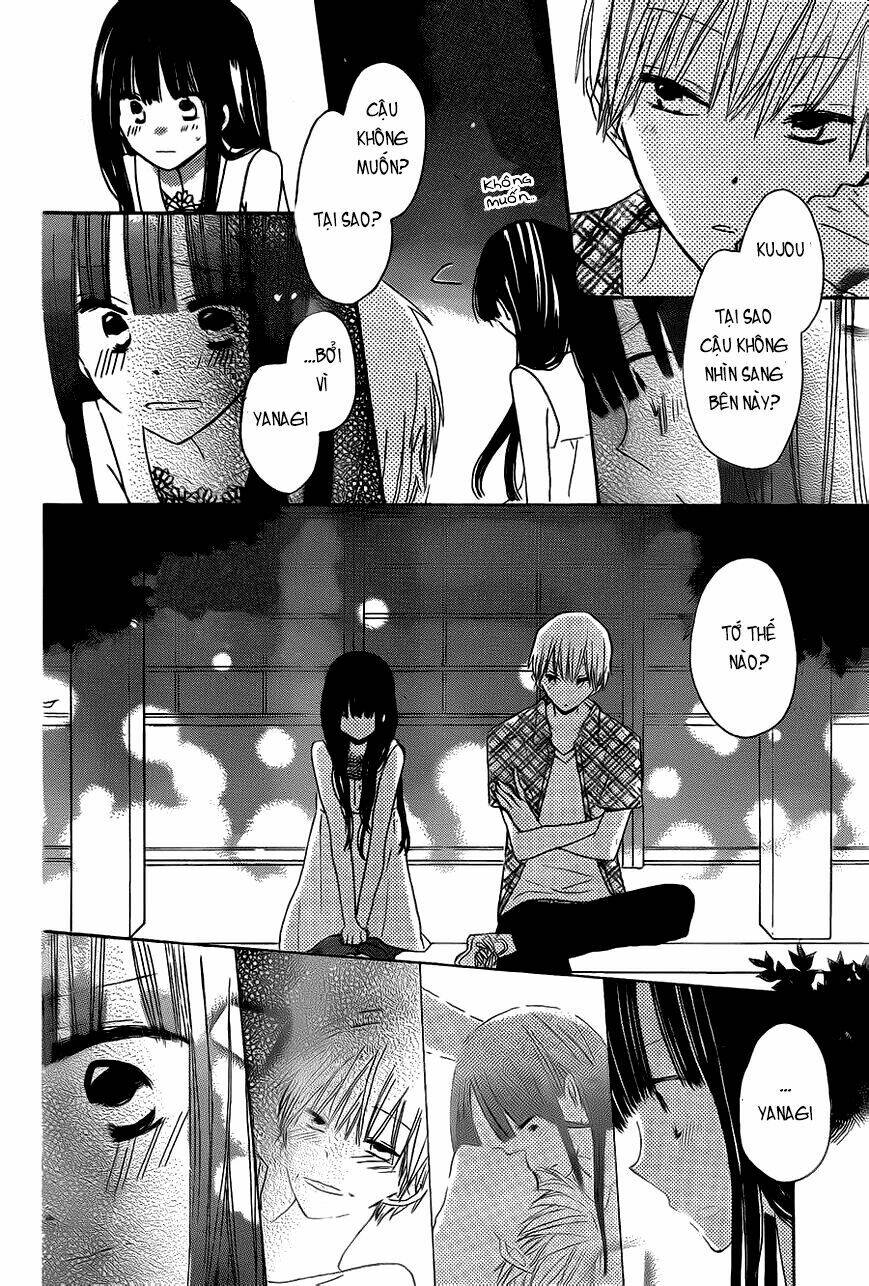 KUJOU
TẠI SAO
CẬU KHÔNG
NHÌN SANG
BÊN NÀY?
Không
muốn..
CẬU
KHÔNG
MUỐN?
TẠI SAO?
...BỞI
VÌ
YANAGI
TỚ THẾ
NÀO?
...
YANAGI